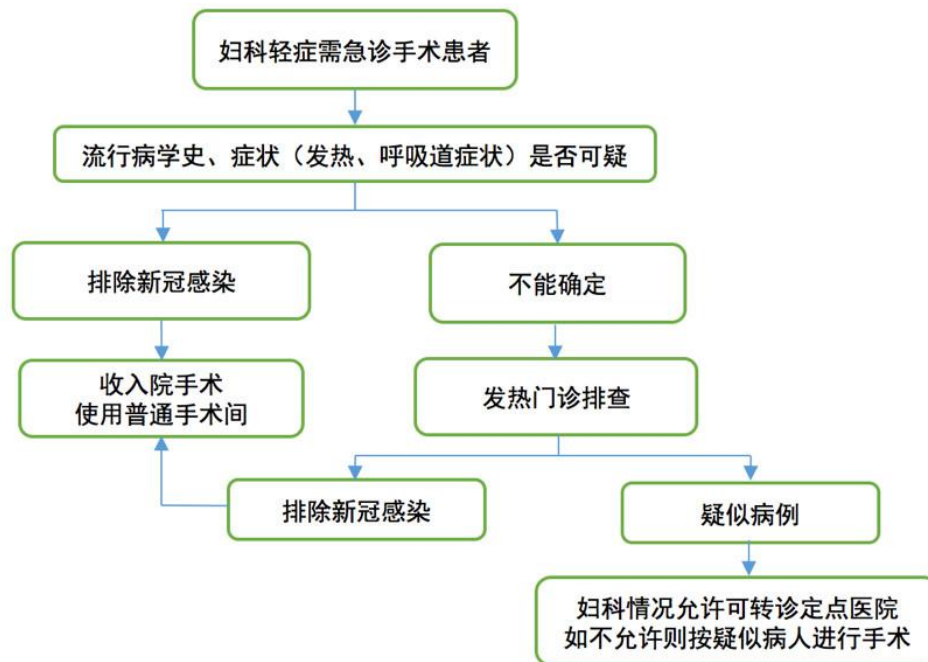 妇科轻症需急诊手术患者
流行病学史、症状（发热、呼吸道症状）是否可疑
排除新冠感染
不能确定
收入院手术
使用普通手术间
发热门诊排查
排除新冠感染
疑似病例
妇科情况允许可转诊定点医院
如不允许则按疑似病人进行手术